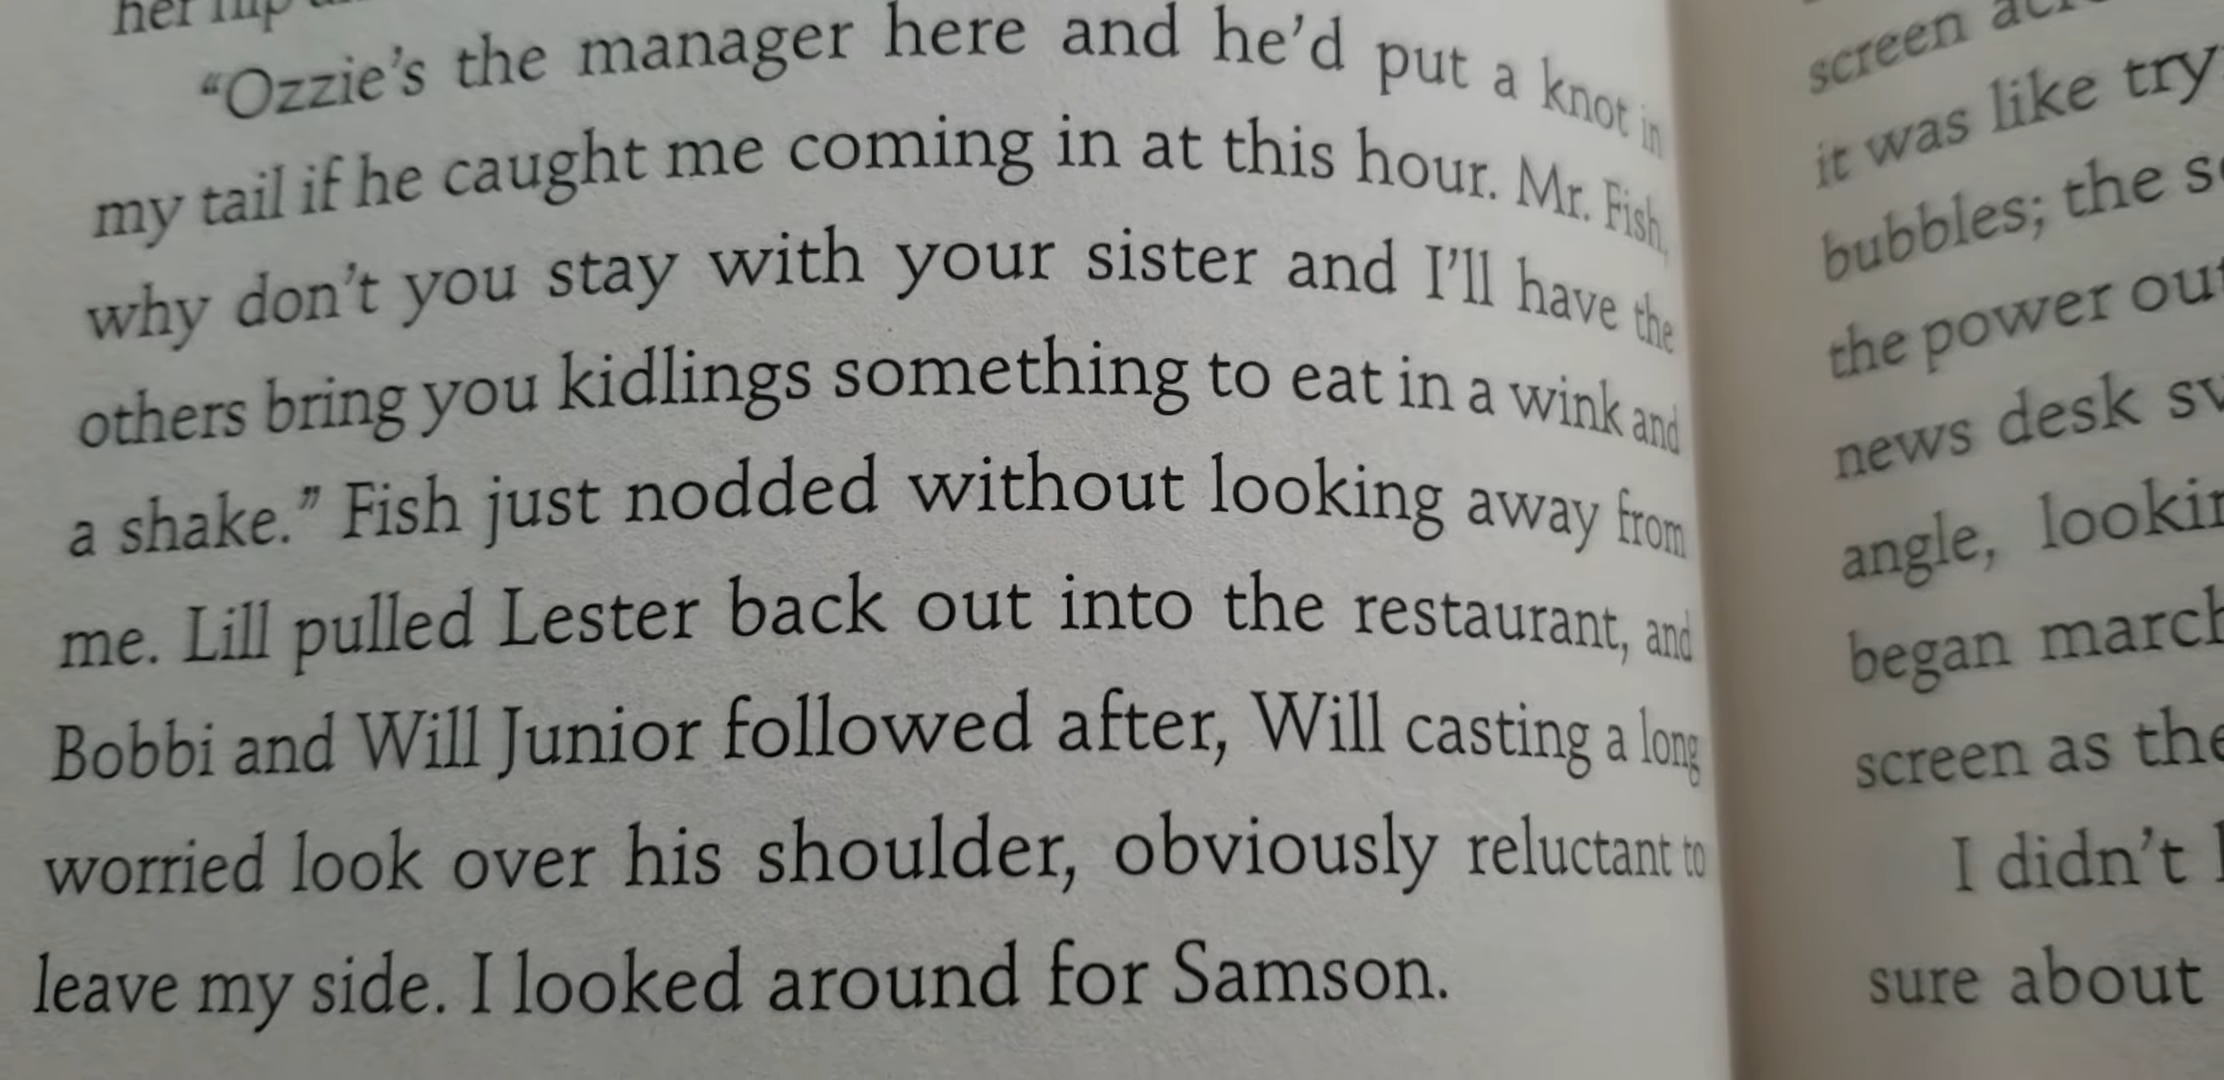 “Ozzie’s the manager here and he’d put a knot in
my tail if he caught me coming in at this hour. Mr. Fish,
why don’t you stay with your sister and I’ll have the
others bring you kidlings something to eat in a wink and
a shake.” Fish just nodded without looking away from
me. Lill pulled Lester back out into the restaurant, and
Bobbi and Will Junior followed after, Will casting a long
worried look over his shoulder, obviously reluctant to
leave my side. I looked around for Samson.
screen
it was like
bubbles; the
the power
news desk
angle,
began
screen as
I didn’t
sure about